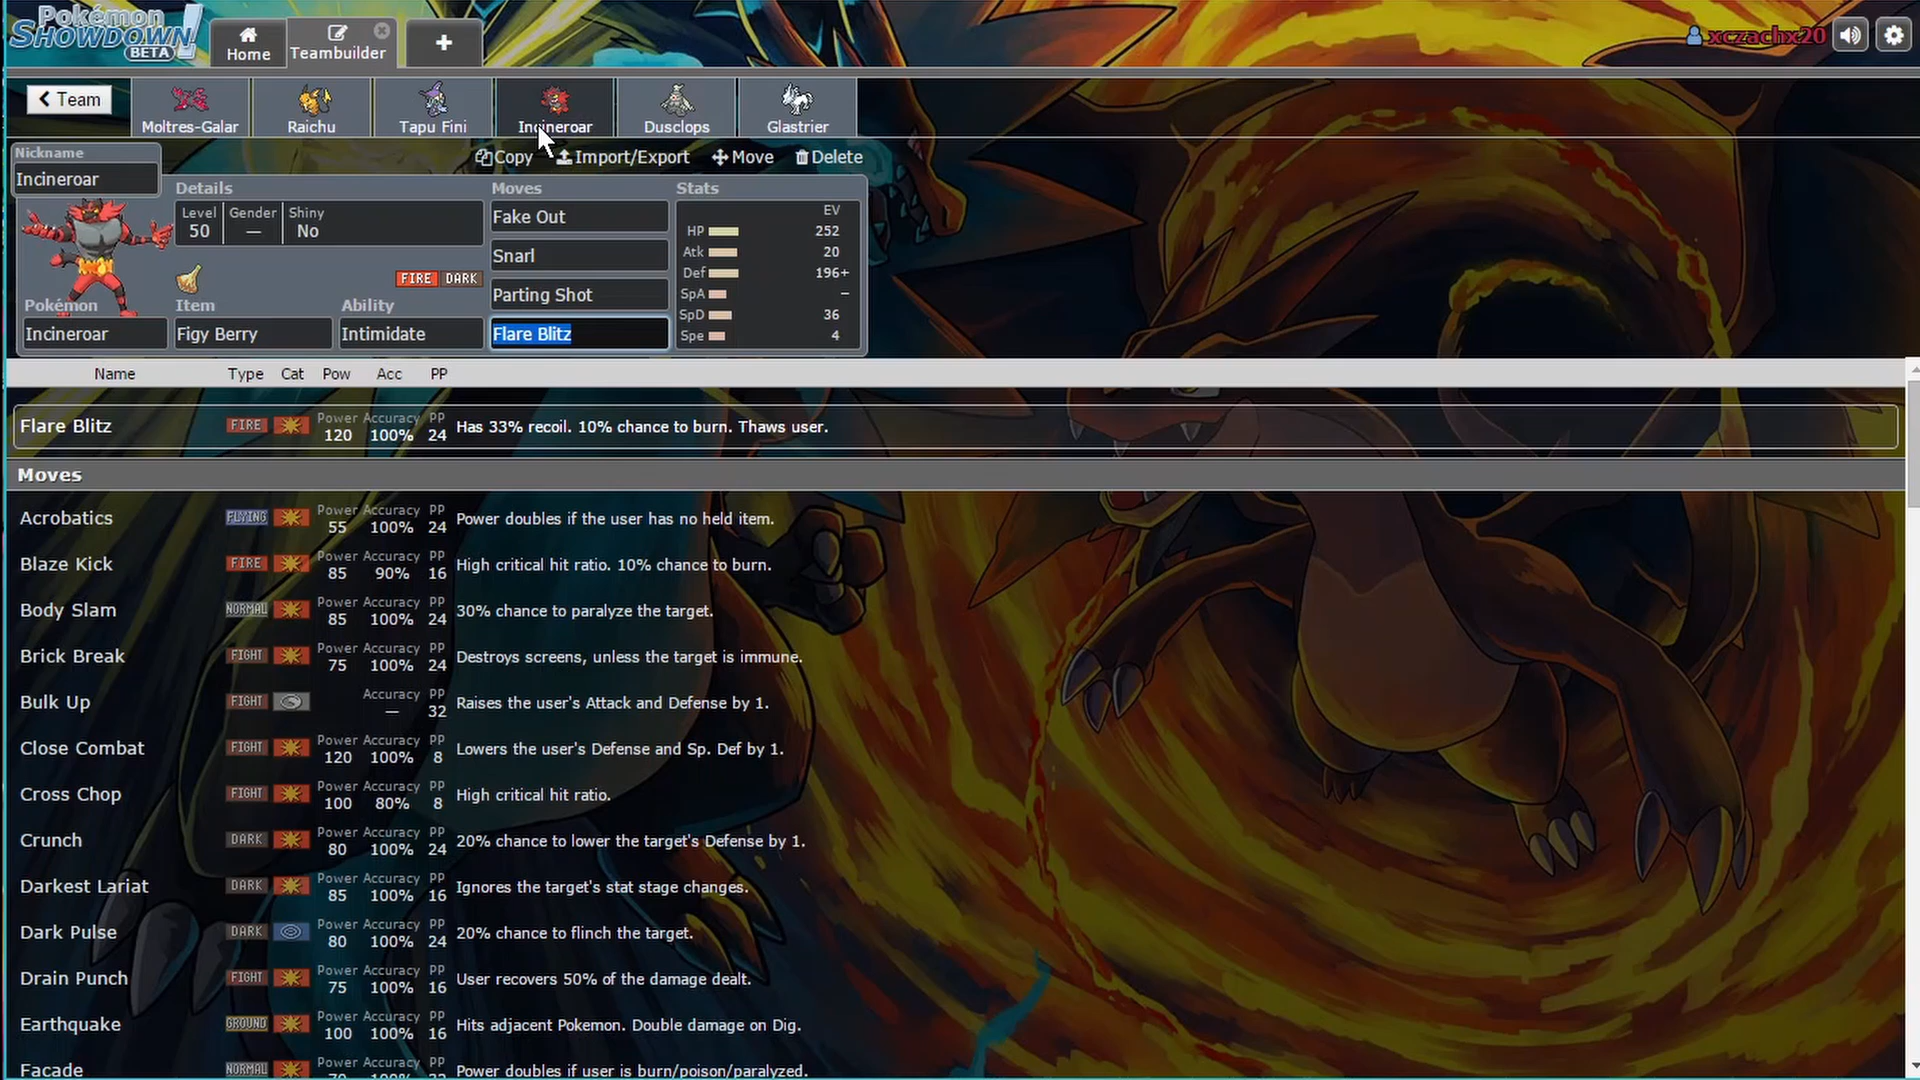 Pokémon
SHOWDOWN!
BETA
Home
Teambuilder
xczachx20
Team
Moltres-Galar
Raichu
Tapu Fini
Incineroar
Dusclops
Glastrier
Copy Import/Export Move Delete
Nickname
Incineroar
Details
Level Gender Shiny
50 — No
FIRE DARK
Pokémon Item Ability
Incineroar Figy Berry Intimidate
Moves
Fake Out
Snarl
Parting Shot
Flare Blitz
Stats
EV
HP 252
Atk 20
Def 196+
SpA –
SpD 36
Spe 4
Name Type Cat Pow Acc PP
Flare Blitz FIRE Power 120 Accuracy 100% PP 24 Has 33% recoil. 10% chance to burn. Thaws user.
Moves
Acrobatics FLYING Power 55 Accuracy 100% PP 24 Power doubles if the user has no held item.
Blaze Kick FIRE Power 85 Accuracy 90% PP 16 High critical hit ratio. 10% chance to burn.
Body Slam NORMAL Power 85 Accuracy 100% PP 24 30% chance to paralyze the target.
Brick Break FIGHT Power 75 Accuracy 100% PP 24 Destroys screens, unless the target is immune.
Bulk Up FIGHT Accuracy — PP 32 Raises the user's Attack and Defense by 1.
Close Combat FIGHT Power 120 Accuracy 100% PP 8 Lowers the user's Defense and Sp. Def by 1.
Cross Chop FIGHT Power 100 Accuracy 80% PP 8 High critical hit ratio.
Crunch DARK Power 80 Accuracy 100% PP 24 20% chance to lower the target's Defense by 1.
Darkest Lariat DARK Power 85 Accuracy 100% PP 16 Ignores the target's stat stage changes.
Dark Pulse DARK Power 80 Accuracy 100% PP 24 20% chance to flinch the target.
Drain Punch FIGHT Power 75 Accuracy 100% PP 16 User recovers 50% of the damage dealt.
Earthquake GROUND Power 100 Accuracy 100% PP 16 Hits adjacent Pokemon. Double damage on Dig.
Facade NORMAL Power Accuracy PP Power doubles if user is burn/poison/paralyzed.